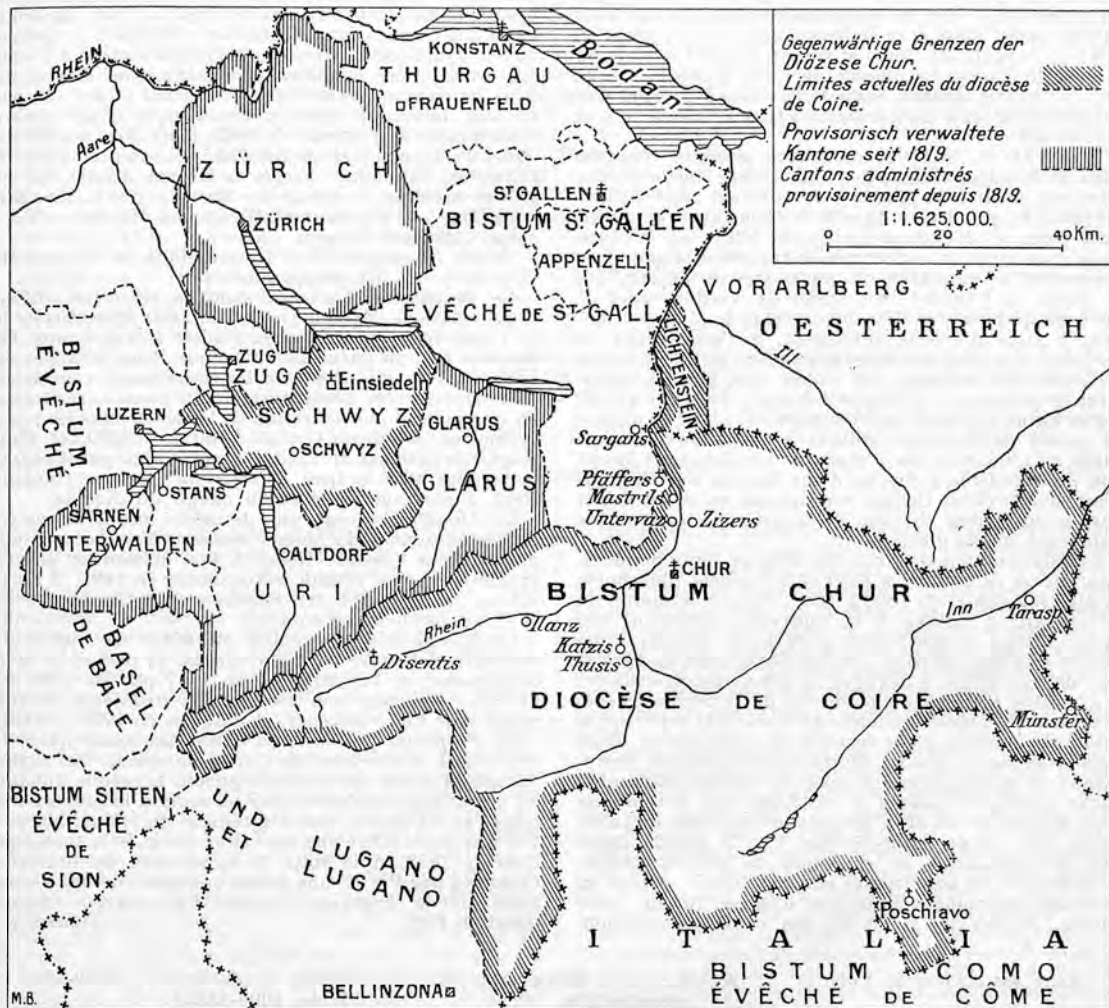 Gegenwärtige Grenzen der
Diözese Chur.
Limites actuelles du diocèse
de Coire.
Provisorisch verwaltete
Kantone seit 1819.
Cantons administrés
provisoirement depuis 1819.
1:1.625.000.
0 20 40 Km.
RHEIN
Aare
KONSTANZ
THURGAU
FRAUENFELD
Bodan
ZÜRICH
ZÜRICH
ST GALLEN
BISTUM ST GALLEN
APPENZELL
ÉVÊCHÉ DE ST GALL
VORARLBERG
OESTERREICH
LICHTENSTEIN
Ill
BISTUM
ÉVÊCHÉ
ZUG
ZUG
Einsiedeln
LUZERN
SCHWYZ
SCHWYZ
GLARUS
GLARUS
Sargans
STANS
Pfäffers
Mastrils
Untervaz
Zizers
SARNEN
UNTERWALDEN
ALTDORF
URI
CHUR
BISTUM CHUR
Inn
Tarasp
Rhein
Ilanz
Katzis
Thusis
Disentis
BASEL
DE BALE
DIOCÈSE DE COIRE
Münster
BISTUM SITTEN
ÉVÊCHÉ
DE
SION
UND
ET
LUGANO
LUGANO
Poschiavo
ITALIA
BISTUM COMO
ÉVÊCHÉ DE CÔME
BELLINZONA
M.B.